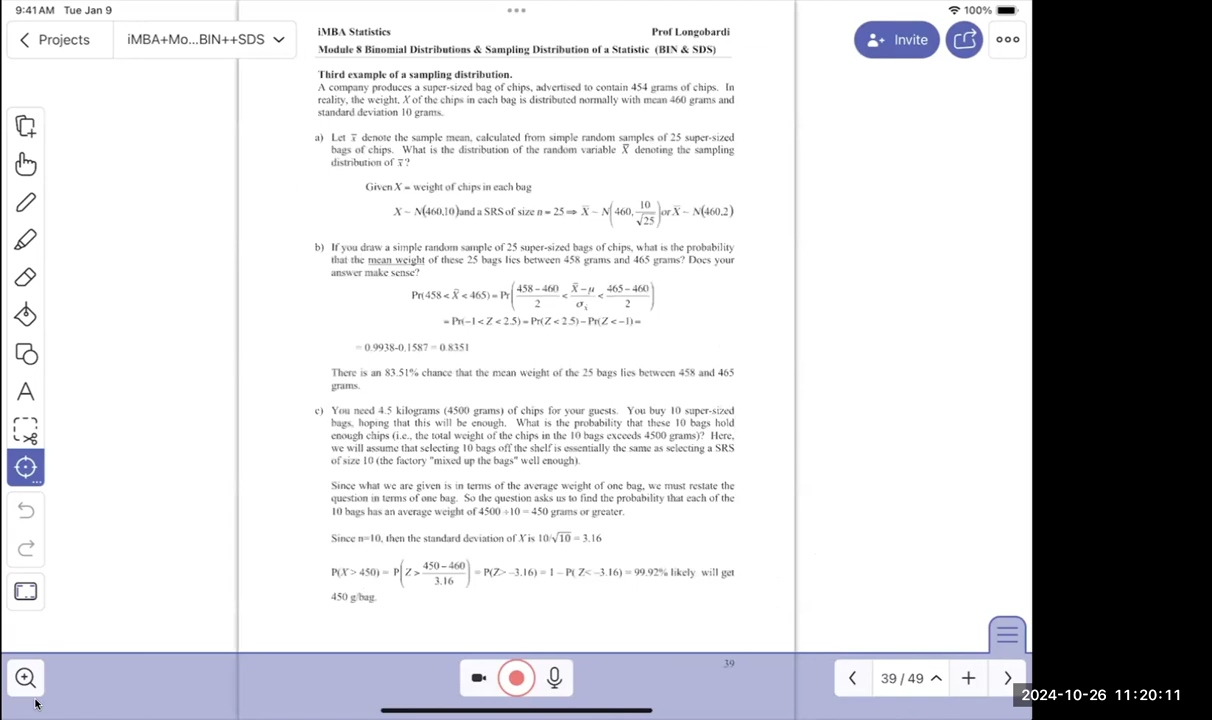 9:41 AM Tue Jan 9
100%
Projects
iMBA+Mo...BIN++SDS
Invite
iMBA Statistics Prof Longobardi
Module 8 Binomial Distributions & Sampling Distribution of a Statistic (BIN & SDS)
Third example of a sampling distribution.
A company produces a super-sized bag of chips, advertised to contain 454 grams of chips. In
reality, the weight, X of the chips in each bag is distributed normally with mean 460 grams and
standard deviation 10 grams.
a) Let x̄ denote the sample mean, calculated from simple random samples of 25 super-sized
bags of chips. What is the distribution of the random variable X̄ denoting the sampling
distribution of x̄?
Given X = weight of chips in each bag
X ~ N(460,10) and a SRS of size n = 25 ⇒ X̄ ~ N(460, 10/√25) or X̄ ~ N(460,2)
b) If you draw a simple random sample of 25 super-sized bags of chips, what is the probability
that the mean weight of these 25 bags lies between 458 grams and 465 grams? Does your
answer make sense?
Pr(458 < X̄ < 465) = Pr((458 – 460)/2 < (X̄ – μ)/σx̄ < (465 – 460)/2)
= Pr(–1 < Z < 2.5) = Pr(Z < 2.5) – Pr(Z < –1) =
= 0.9938-0.1587 = 0.8351
There is an 83.51% chance that the mean weight of the 25 bags lies between 458 and 465
grams.
c) You need 4.5 kilograms (4500 grams) of chips for your guests. You buy 10 super-sized
bags, hoping that this will be enough. What is the probability that these 10 bags hold
enough chips (i.e., the total weight of the chips in the 10 bags exceeds 4500 grams)? Here,
we will assume that selecting 10 bags off the shelf is essentially the same as selecting a SRS
of size 10 (the factory "mixed up the bags" well enough).
Since what we are given is in terms of the average weight of one bag, we must restate the
question in terms of one bag. So the question asks us to find the probability that each of the
10 bags has an average weight of 4500 ÷10 = 450 grams or greater.
Since n=10, then the standard deviation of X is 10/√10 = 3.16
P(X > 450) = P(Z > (450 – 460)/3.16) = P(Z> –3.16) = 1 – P( Z< –3.16) = 99.92% likely will get
450 g/bag.
39
39 / 49
2024-10-26 11:20:11